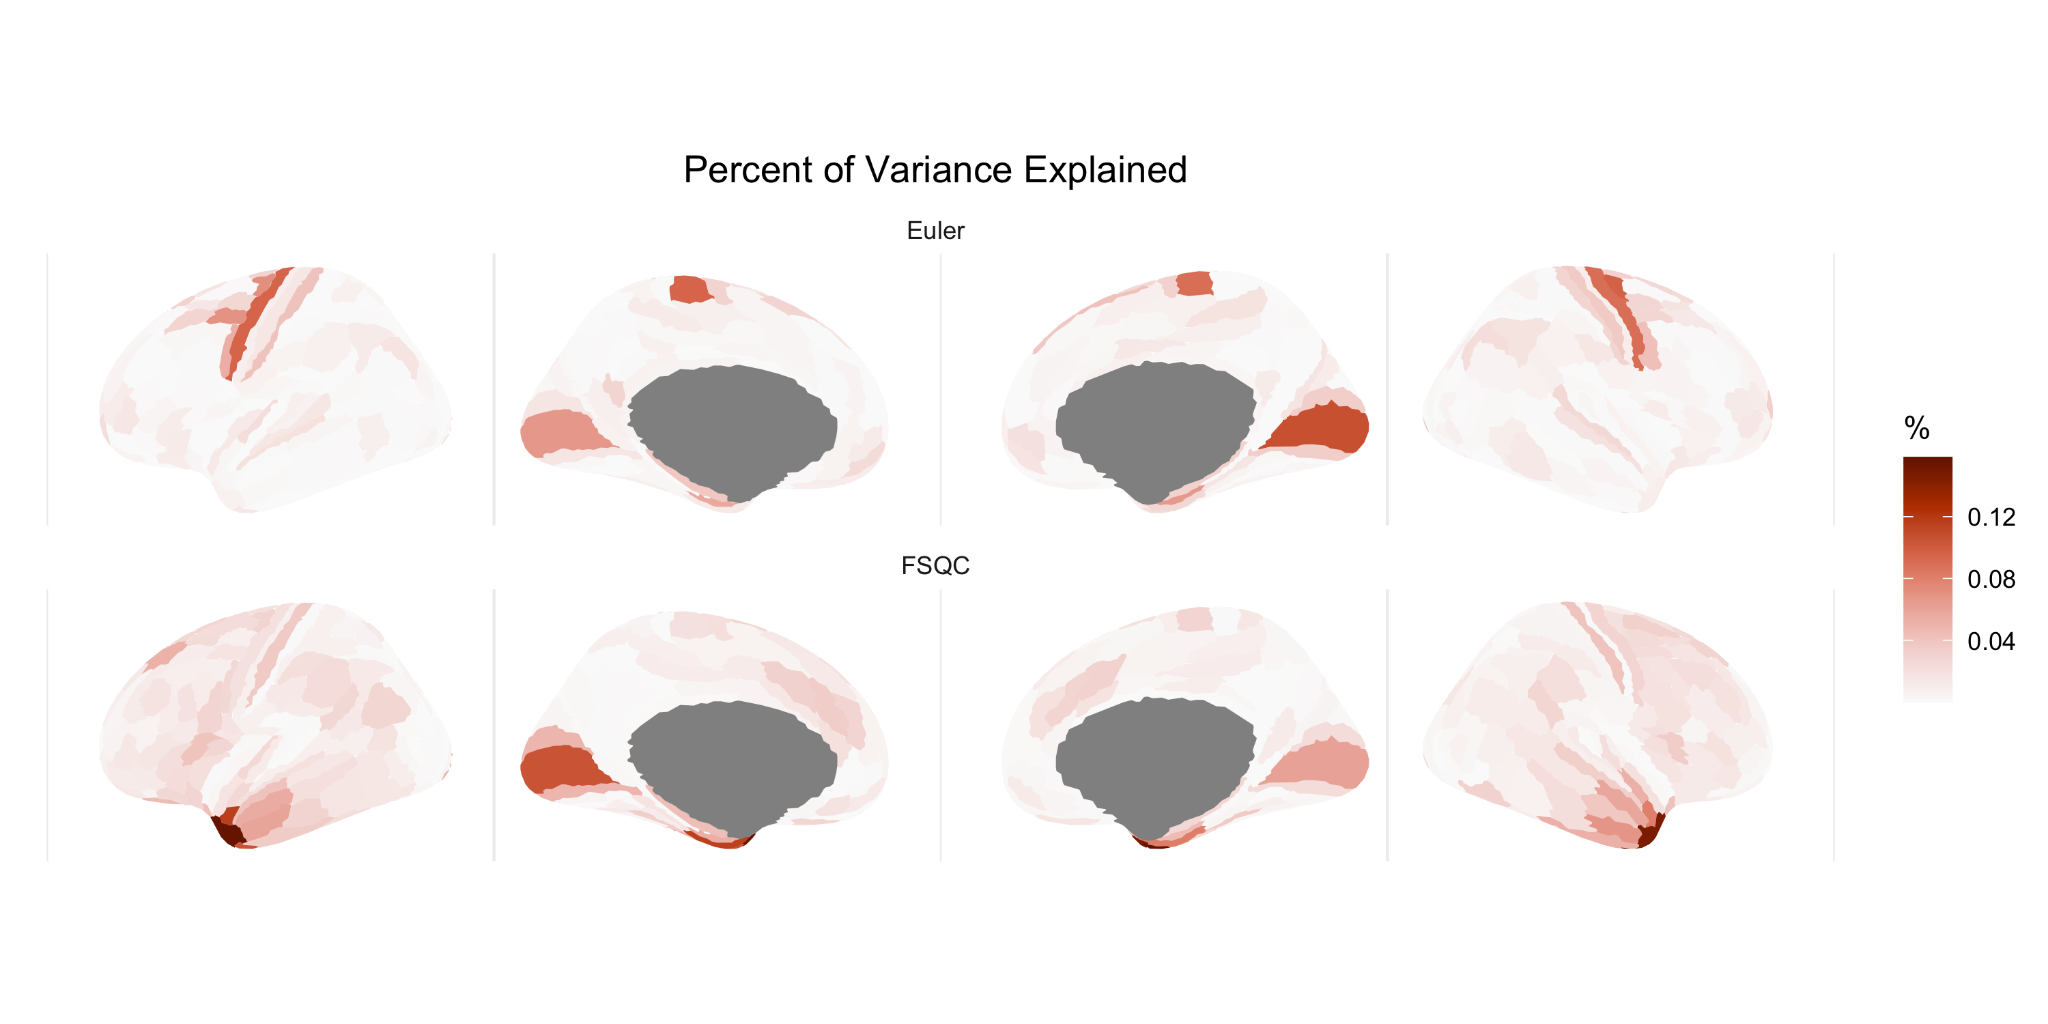 Percent of Variance Explained
Euler
%
0.12
0.08
0.04
FSQC